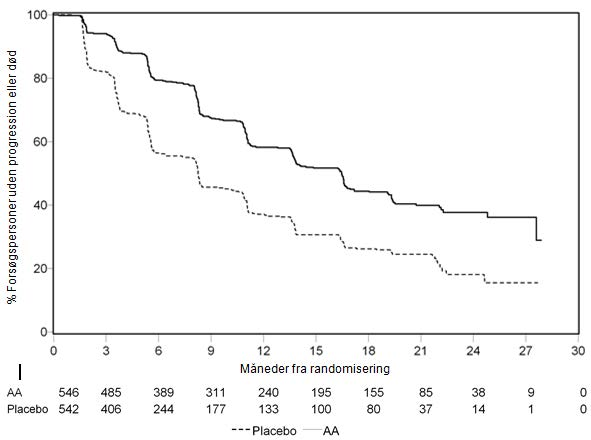 % Forsøgspersoner uden progression eller død
100
80
60
40
20
0
0 3 6 9 12 15 18 21 24 27 30
Måneder fra randomisering
AA 546 485 389 311 240 195 155 85 38 9 0
Placebo 542 406 244 177 133 100 80 37 14 1 0
Placebo AA